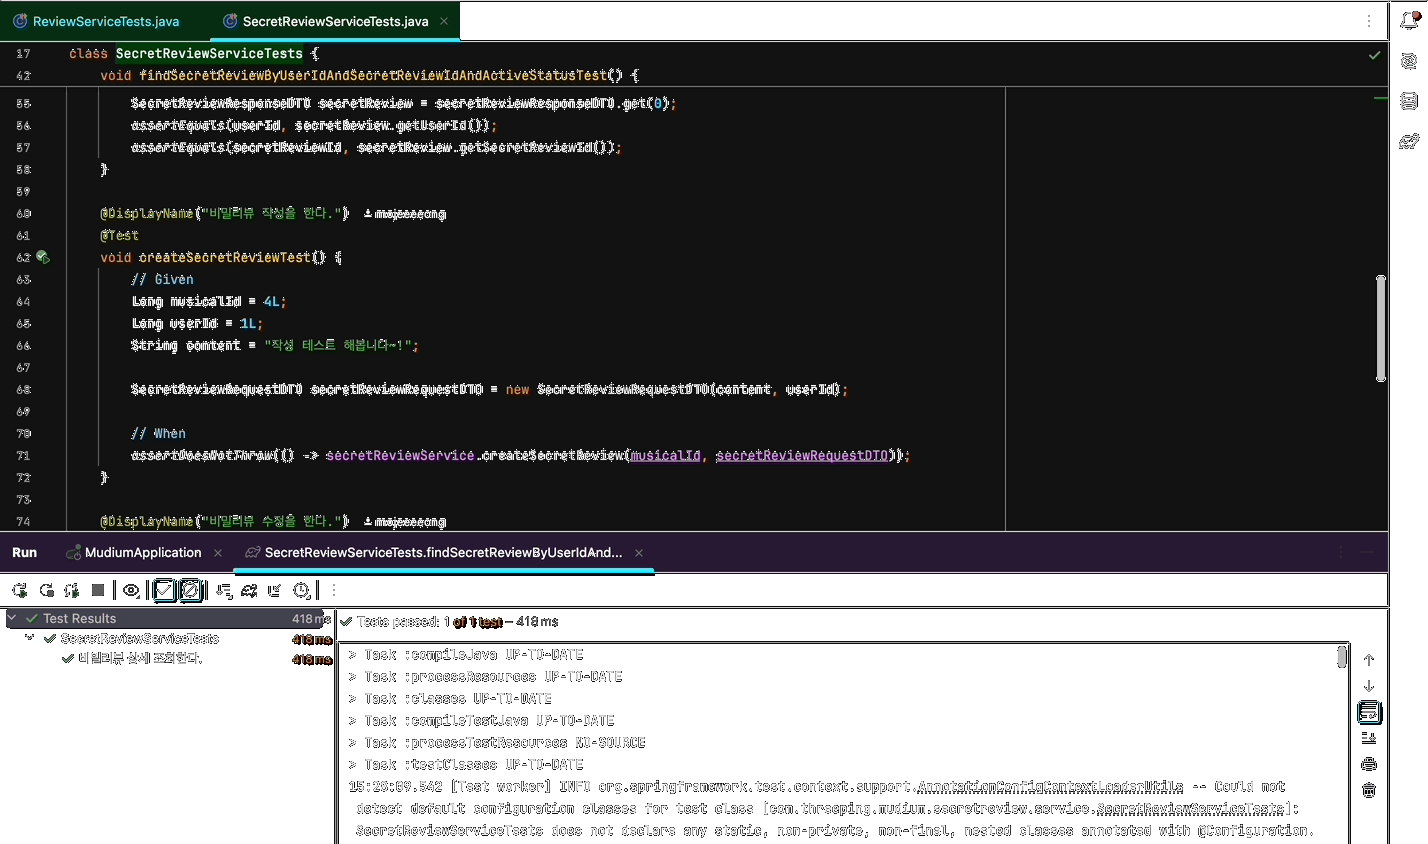 ReviewServiceTests.java
SecretReviewServiceTests.java
17 class SecretReviewServiceTests {
42 void findSecretReviewByUserIdAndSecretReviewIdAndActiveStatusTest() {
55 SecretReviewResponseDTO secretReview = secretReviewResponseDTO.get(0);
56 assertEquals(userId, secretReview.getUserId());
57 assertEquals(secretReviewId, secretReview.getSecretReviewId());
58 }
59
60 @DisplayName("비밀리뷰 작성을 한다.")
61 @Test
62 void createSecretReviewTest() {
63 // Given
64 Long musicalId = 4L;
65 Long userId = 1L;
66 String content = "작성 테스트 해봅니다~!";
67
68 SecretReviewRequestDTO secretReviewRequestDTO = new SecretReviewRequestDTO(content, userId);
69
70 // When
71 assertDoesNotThrow(() -> secretReviewService.createSecretReview(musicalId, secretReviewRequestDTO));
72 }
73
74 @DisplayName("비밀리뷰 수정을 한다.")
Run
MudiumApplication
SecretReviewServiceTests.findSecretReviewByUserIdAnd...
Test Results 418 ms
SecretReviewServiceTests 418 ms
비밀리뷰 상세 조회한다. 418 ms
Tests passed: 1 of 1 test – 418 ms
> Task :compileJava UP-TO-DATE
> Task :processResources UP-TO-DATE
> Task :classes UP-TO-DATE
> Task :compileTestJava UP-TO-DATE
> Task :processTestResources NO-SOURCE
> Task :testClasses UP-TO-DATE
15:28:09.542 [Test worker] INFO org.springframework.test.context.support.AnnotationConfigContextLoaderUtils -- Could not
detect default configuration classes for test class [com.threeping.mudium.secretreview.service.SecretReviewServiceTests]:
SecretReviewServiceTests does not declare any static, non-private, non-final, nested classes annotated with @Configuration.